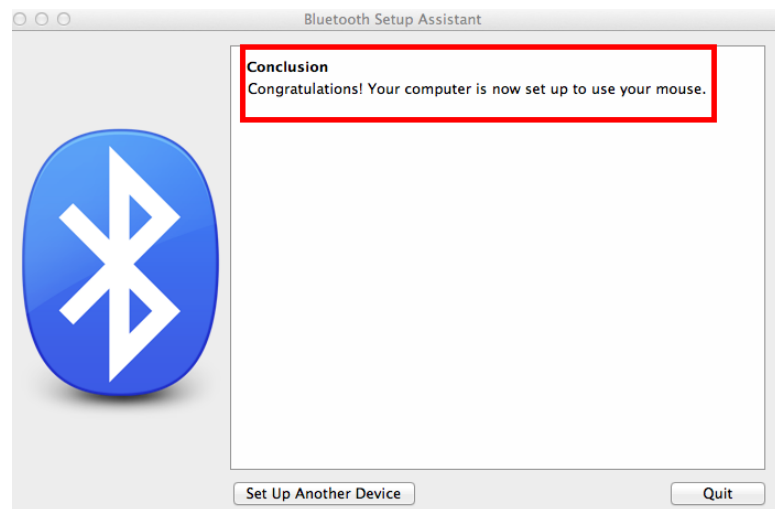 Bluetooth Setup Assistant
Conclusion
Congratulations! Your computer is now set up to use your mouse.
Set Up Another Device
Quit